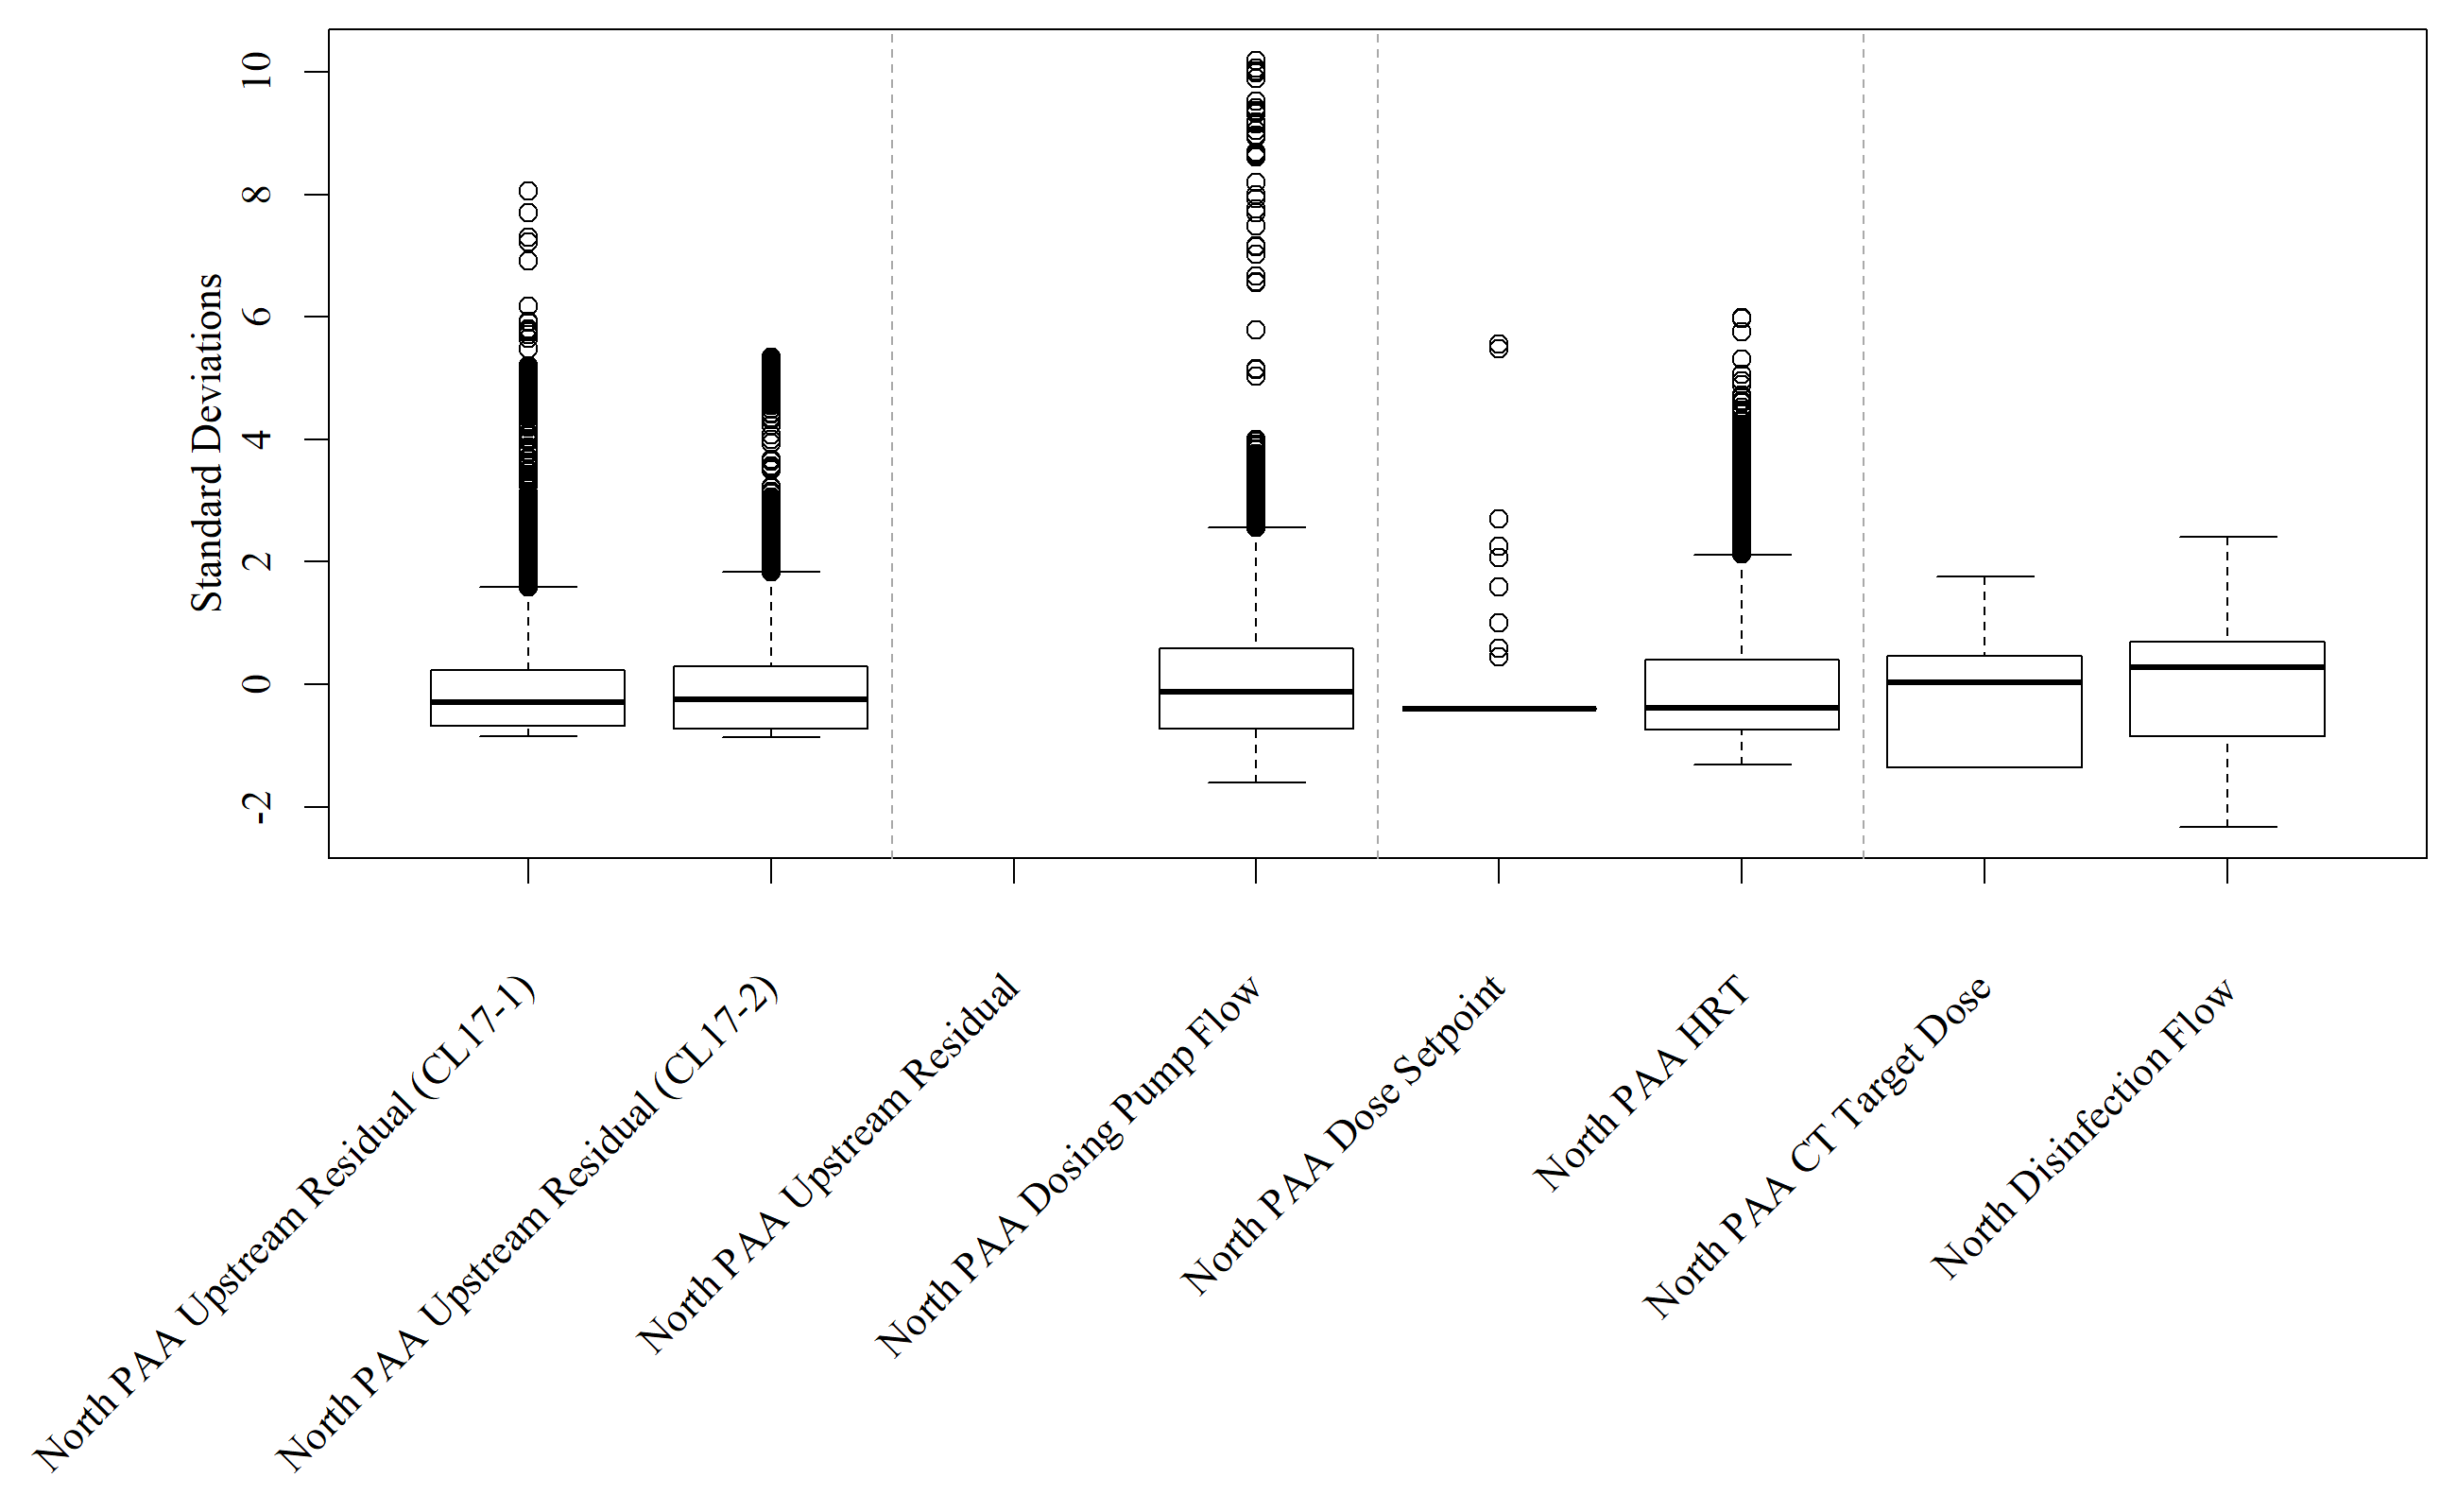 Standard Deviations
10
8
6
4
2
0
-2
North PAA Upstream Residual (CL17-1)
North PAA Upstream Residual (CL17-2)
North PAA Upstream Residual
North PAA Dosing Pump Flow
North PAA Dose Setpoint
North PAA HRT
North PAA CT Target Dose
North Disinfection Flow